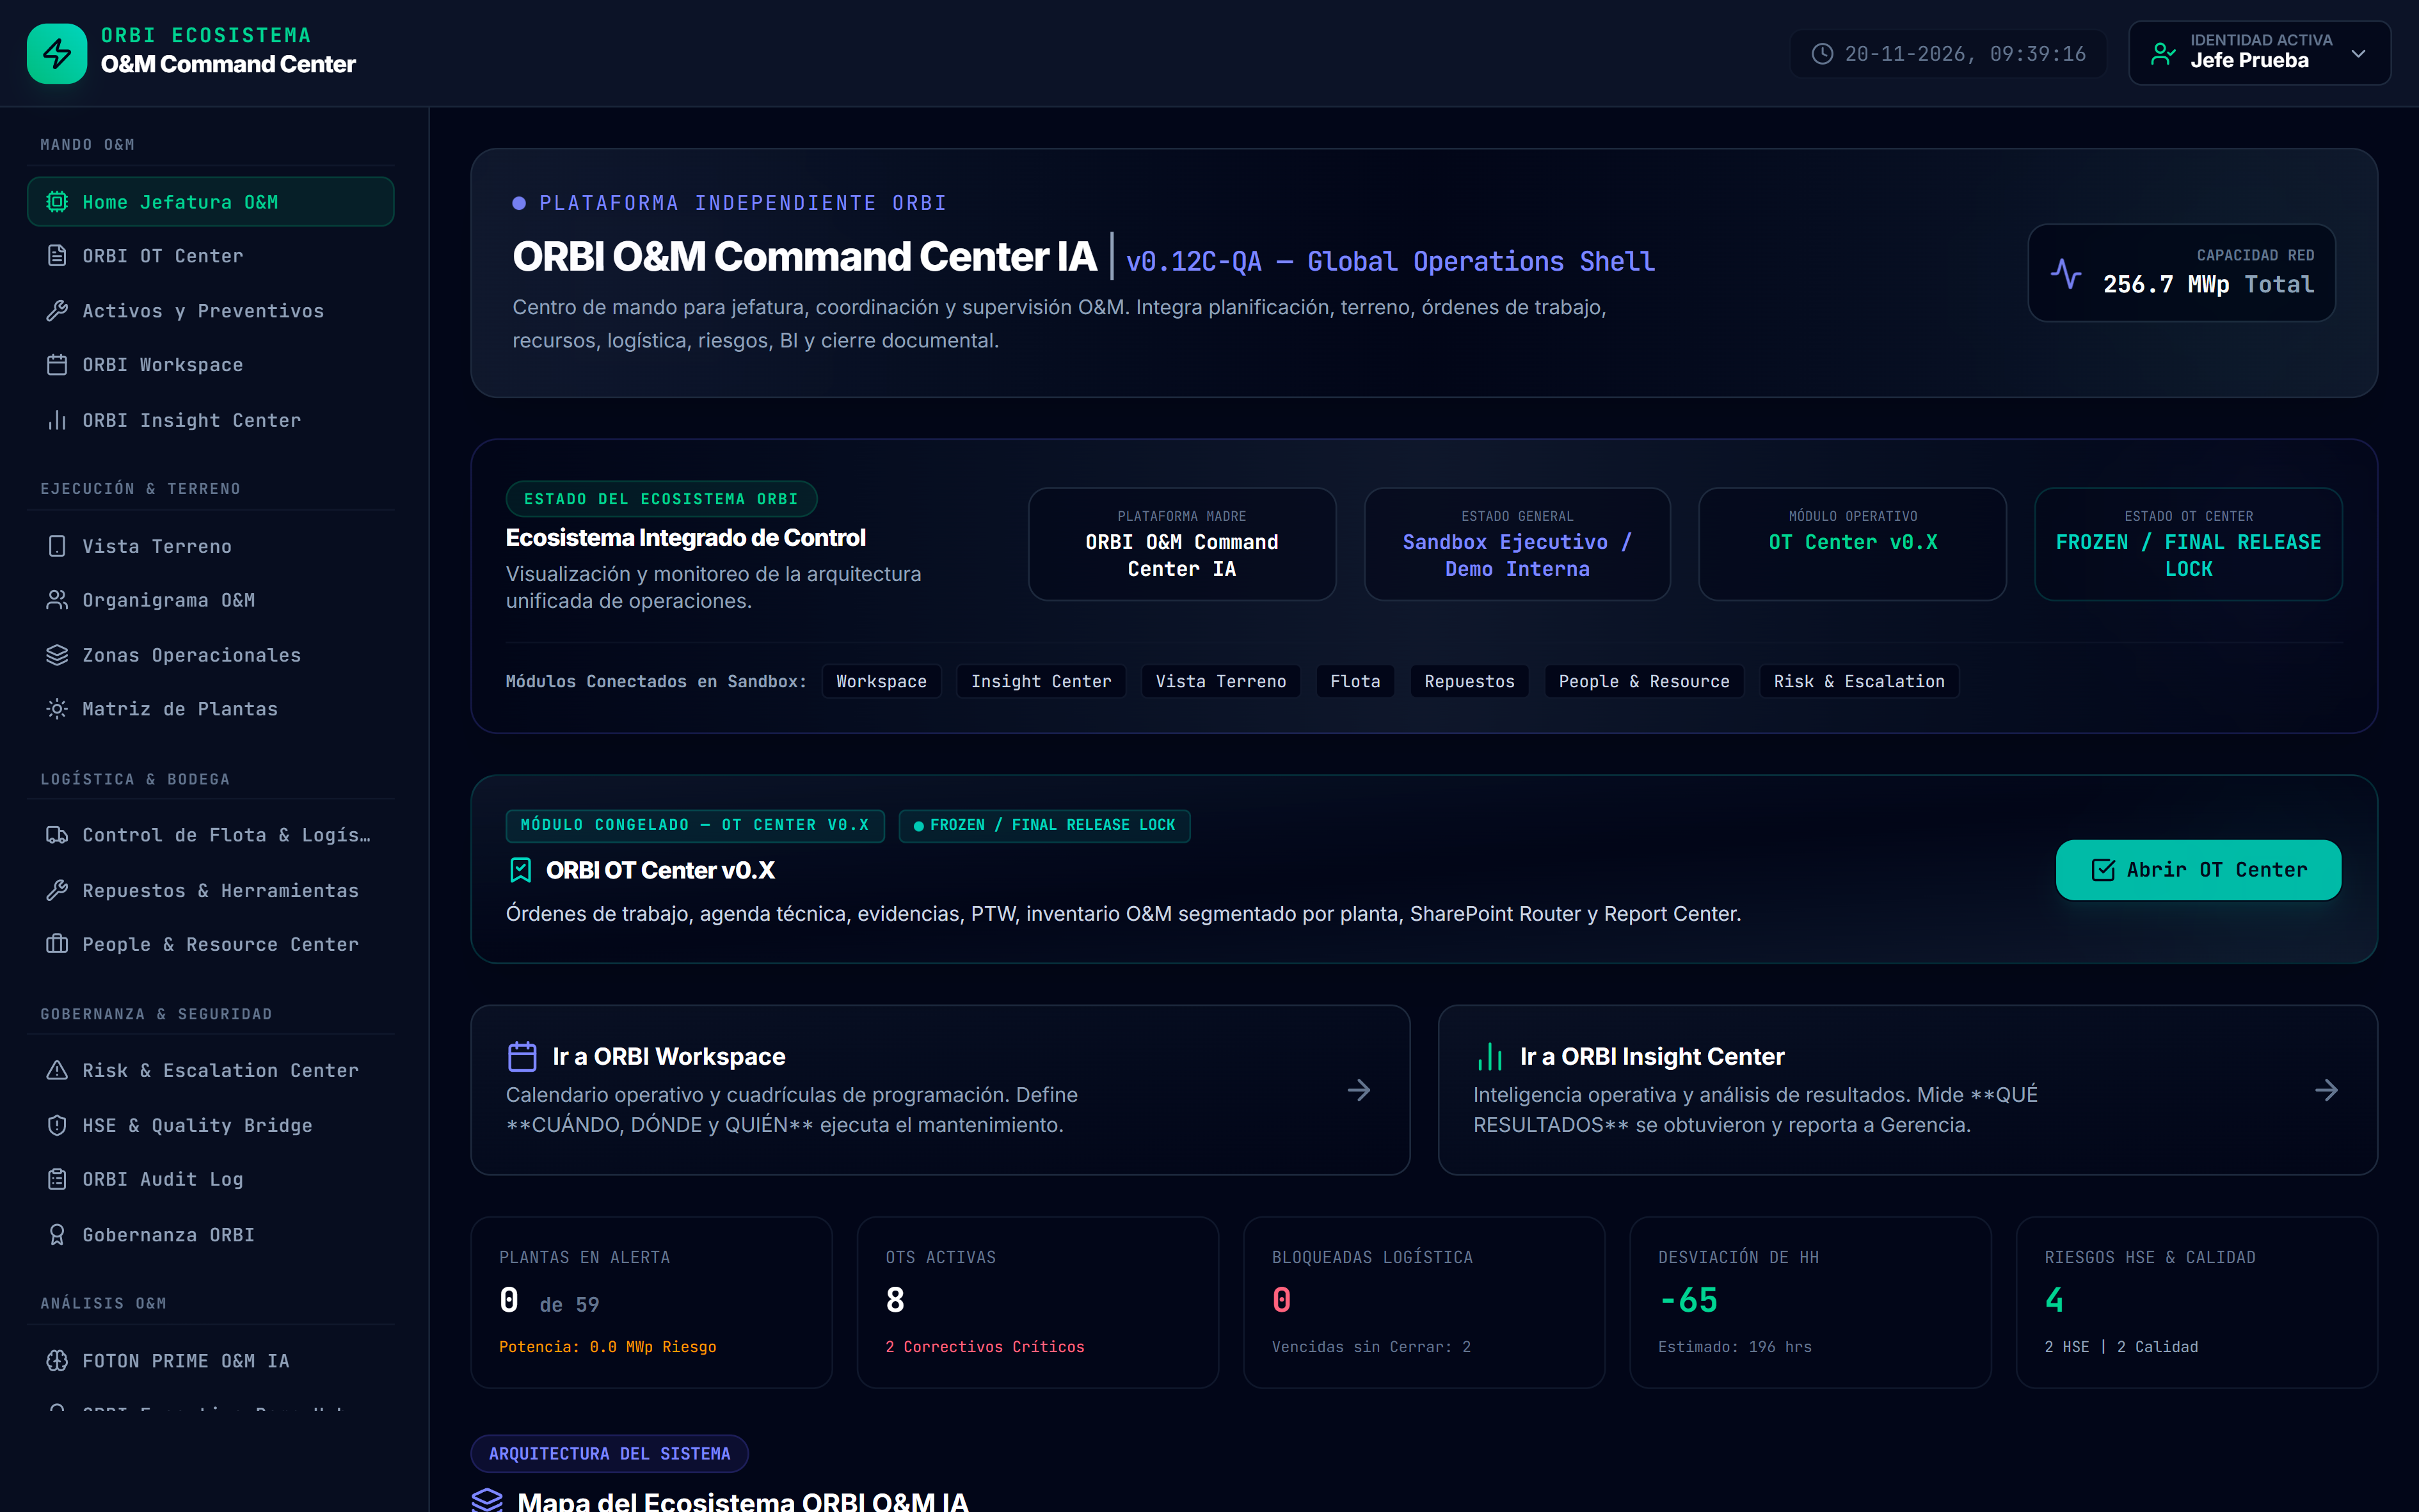 ORBI ECOSISTEMA
O&M Command Center
20-11-2026, 09:39:16
IDENTIDAD ACTIVA
Jefe Prueba
MANDO O&M
Home Jefatura O&M
ORBI OT Center
Activos y Preventivos
ORBI Workspace
ORBI Insight Center
EJECUCIÓN & TERRENO
Vista Terreno
Organigrama O&M
Zonas Operacionales
Matriz de Plantas
LOGÍSTICA & BODEGA
Control de Flota & Logís…
Repuestos & Herramientas
People & Resource Center
GOBERNANZA & SEGURIDAD
Risk & Escalation Center
HSE & Quality Bridge
ORBI Audit Log
Gobernanza ORBI
ANÁLISIS O&M
FOTON PRIME O&M IA
PLATAFORMA INDEPENDIENTE ORBI
ORBI O&M Command Center IA | v0.12C-QA — Global Operations Shell
Centro de mando para jefatura, coordinación y supervisión O&M. Integra planificación, terreno, órdenes de trabajo,
recursos, logística, riesgos, BI y cierre documental.
CAPACIDAD RED
256.7 MWp Total
ESTADO DEL ECOSISTEMA ORBI
Ecosistema Integrado de Control
Visualización y monitoreo de la arquitectura
unificada de operaciones.
PLATAFORMA MADRE
ORBI O&M Command
Center IA
ESTADO GENERAL
Sandbox Ejecutivo /
Demo Interna
MÓDULO OPERATIVO
OT Center v0.X
ESTADO OT CENTER
FROZEN / FINAL RELEASE
LOCK
Módulos Conectados en Sandbox: Workspace Insight Center Vista Terreno Flota Repuestos People & Resource Risk & Escalation
MÓDULO CONGELADO — OT CENTER V0.X FROZEN / FINAL RELEASE LOCK
ORBI OT Center v0.X
Órdenes de trabajo, agenda técnica, evidencias, PTW, inventario O&M segmentado por planta, SharePoint Router y Report Center.
Abrir OT Center
Ir a ORBI Workspace
Calendario operativo y cuadrículas de programación. Define
**CUÁNDO, DÓNDE y QUIÉN** ejecuta el mantenimiento.
Ir a ORBI Insight Center
Inteligencia operativa y análisis de resultados. Mide **QUÉ
RESULTADOS** se obtuvieron y reporta a Gerencia.
PLANTAS EN ALERTA
0 de 59
Potencia: 0.0 MWp Riesgo
OTS ACTIVAS
8
2 Correctivos Críticos
BLOQUEADAS LOGÍSTICA
0
Vencidas sin Cerrar: 2
DESVIACIÓN DE HH
-65
Estimado: 196 hrs
RIESGOS HSE & CALIDAD
4
2 HSE | 2 Calidad
ARQUITECTURA DEL SISTEMA
Mapa del Ecosistema ORBI O&M IA